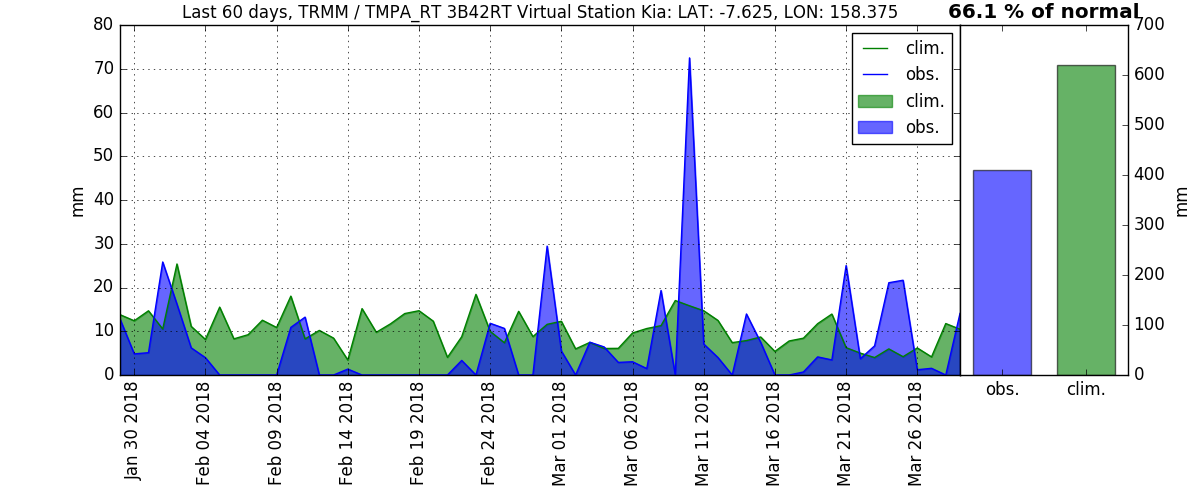 Last 60 days, TRMM / TMPA_RT 3B42RT Virtual Station Kia: LAT: -7.625, LON: 158.375
66.1 % of normal
80
70
60
50
40
30
20
10
0
mm
clim.
obs.
clim.
obs.
Jan 30 2018
Feb 04 2018
Feb 09 2018
Feb 14 2018
Feb 19 2018
Feb 24 2018
Mar 01 2018
Mar 06 2018
Mar 11 2018
Mar 16 2018
Mar 21 2018
Mar 26 2018
700
600
500
400
300
200
100
0
mm
obs.
clim.